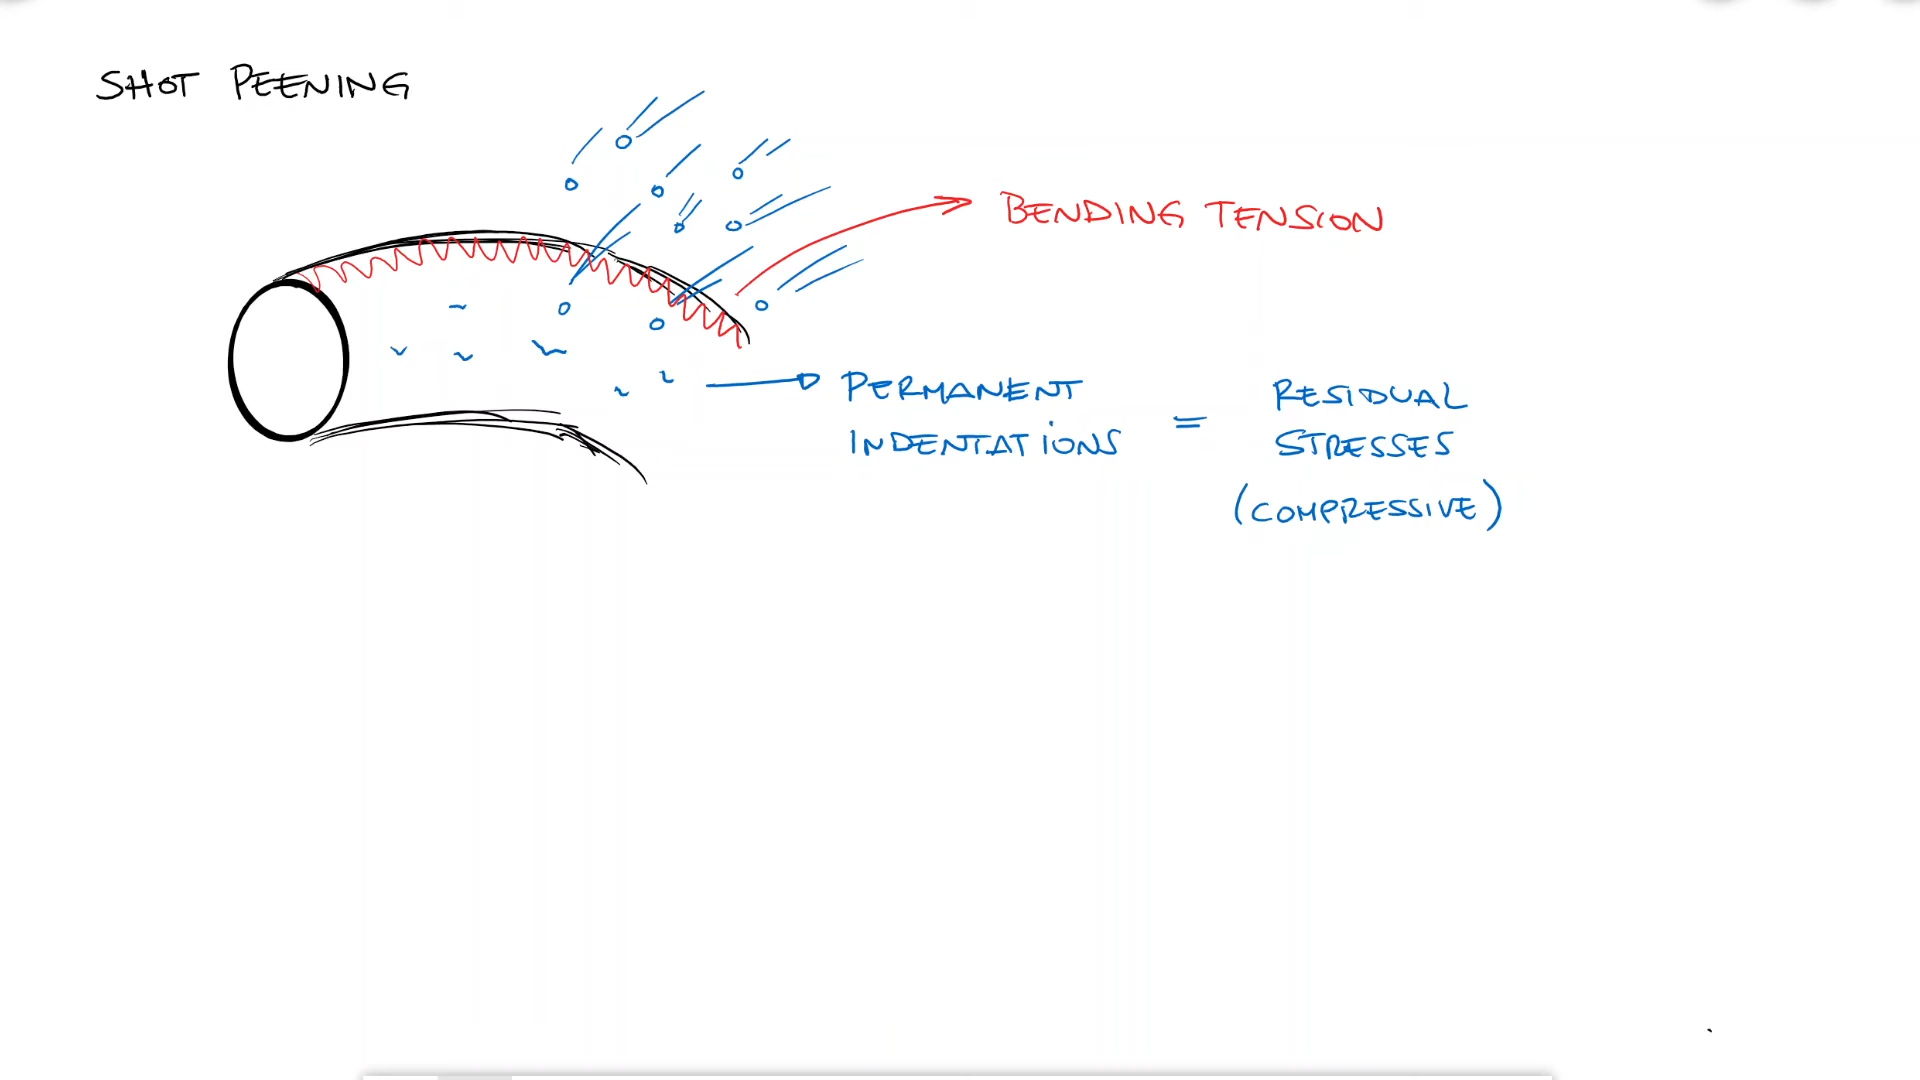 SHOT PEENING
BENDING TENSION
PERMANENT
INDENTATIONS
=
RESIDUAL
STRESSES
(COMPRESSIVE)